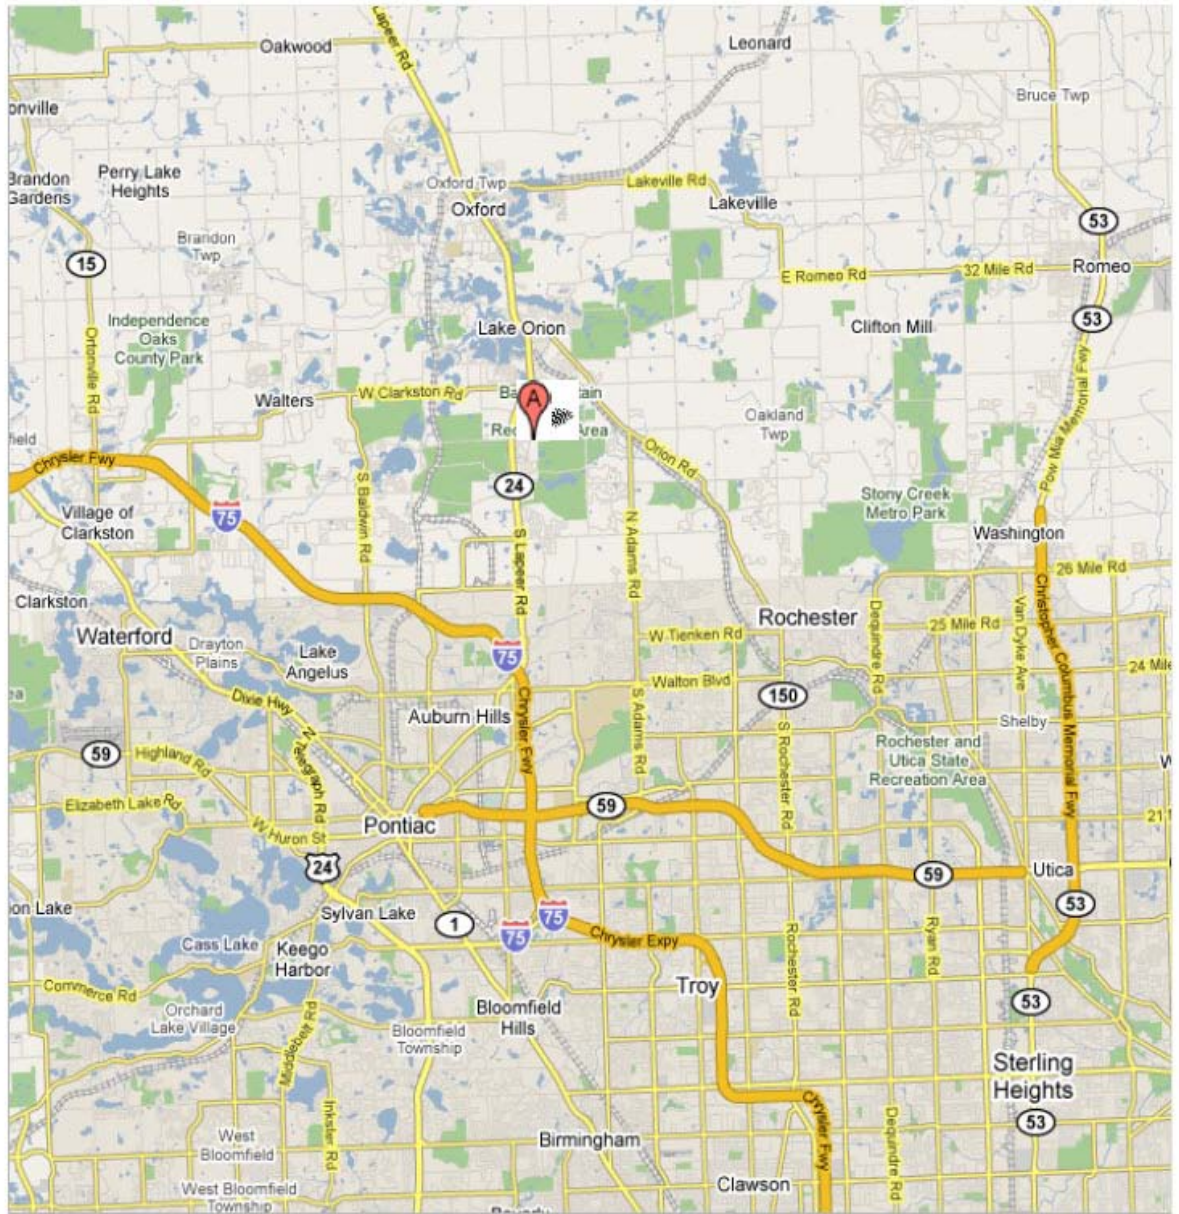 Lapeer Rd
Oakwood
Leonard
Bruce Twp
onville
Perry Lake
Heights
Brandon
Gardens
Oxford Twp
Lakeville Rd
Oxford
Lakeville
53
Brandon
Twp
15
E Romeo Rd
32 Mile Rd
Romeo
Independence
Oaks
County Park
Lake Orion
Clifton Mill
53
Ortonville Rd
W Clarkston Rd
Walters
Ba
tain
A
Rec
Area
Oakland
Twp
Pow Mia Memorial Fwy
field
Chrysler Fwy
Orion Rd
S Baldwin Rd
24
75
Village of
Clarkston
Stony Creek
Metro Park
Washington
S Lapeer Rd
N Adams Rd
26 Mile Rd
Clarkston
Waterford
Drayton
Plains
Lake
Angelus
75
W Tienken Rd
Rochester
Dequindre Rd
25 Mile Rd
Van Dyke Ave
Christopher Columbus Memorial Fwy
24 Mile
ea
Dixie Hwy
N
Walton Blvd
150
Auburn Hills
Chrysler Fwy
S Adams Rd
S Rochester Rd
Shelby
59
Highland Rd
Telegraph Rd
Rochester and
Utica State
Recreation Area
W
Elizabeth Lake Rd
W Huron St
Pontiac
59
21
24
59
Utica
on Lake
Sylvan Lake
1
75
75
53
Cass Lake
Keego
Harbor
Chrysler Expy
Rochester Rd
Ryan Rd
Commerce Rd
Troy
53
Orchard
Lake Village
Middlebelt Rd
Bloomfield
Hills
Bloomfield
Township
Sterling
Heights
Inkster Rd
Chrysler Fwy
Dequindre Rd
53
West
Bloomfield
Birmingham
West Bloomfield
Township
Clawson